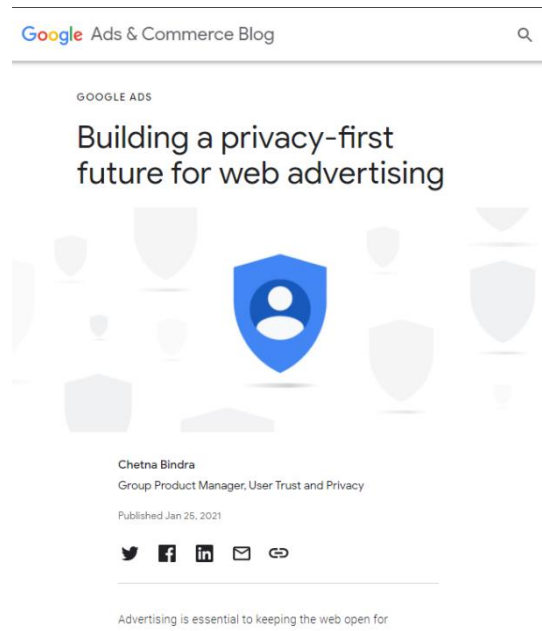 Google Ads & Commerce Blog
GOOGLE ADS
Building a privacy-first
future for web advertising
Chetna Bindra
Group Product Manager, User Trust and Privacy
Published Jan 25, 2021
Advertising is essential to keeping the web open for